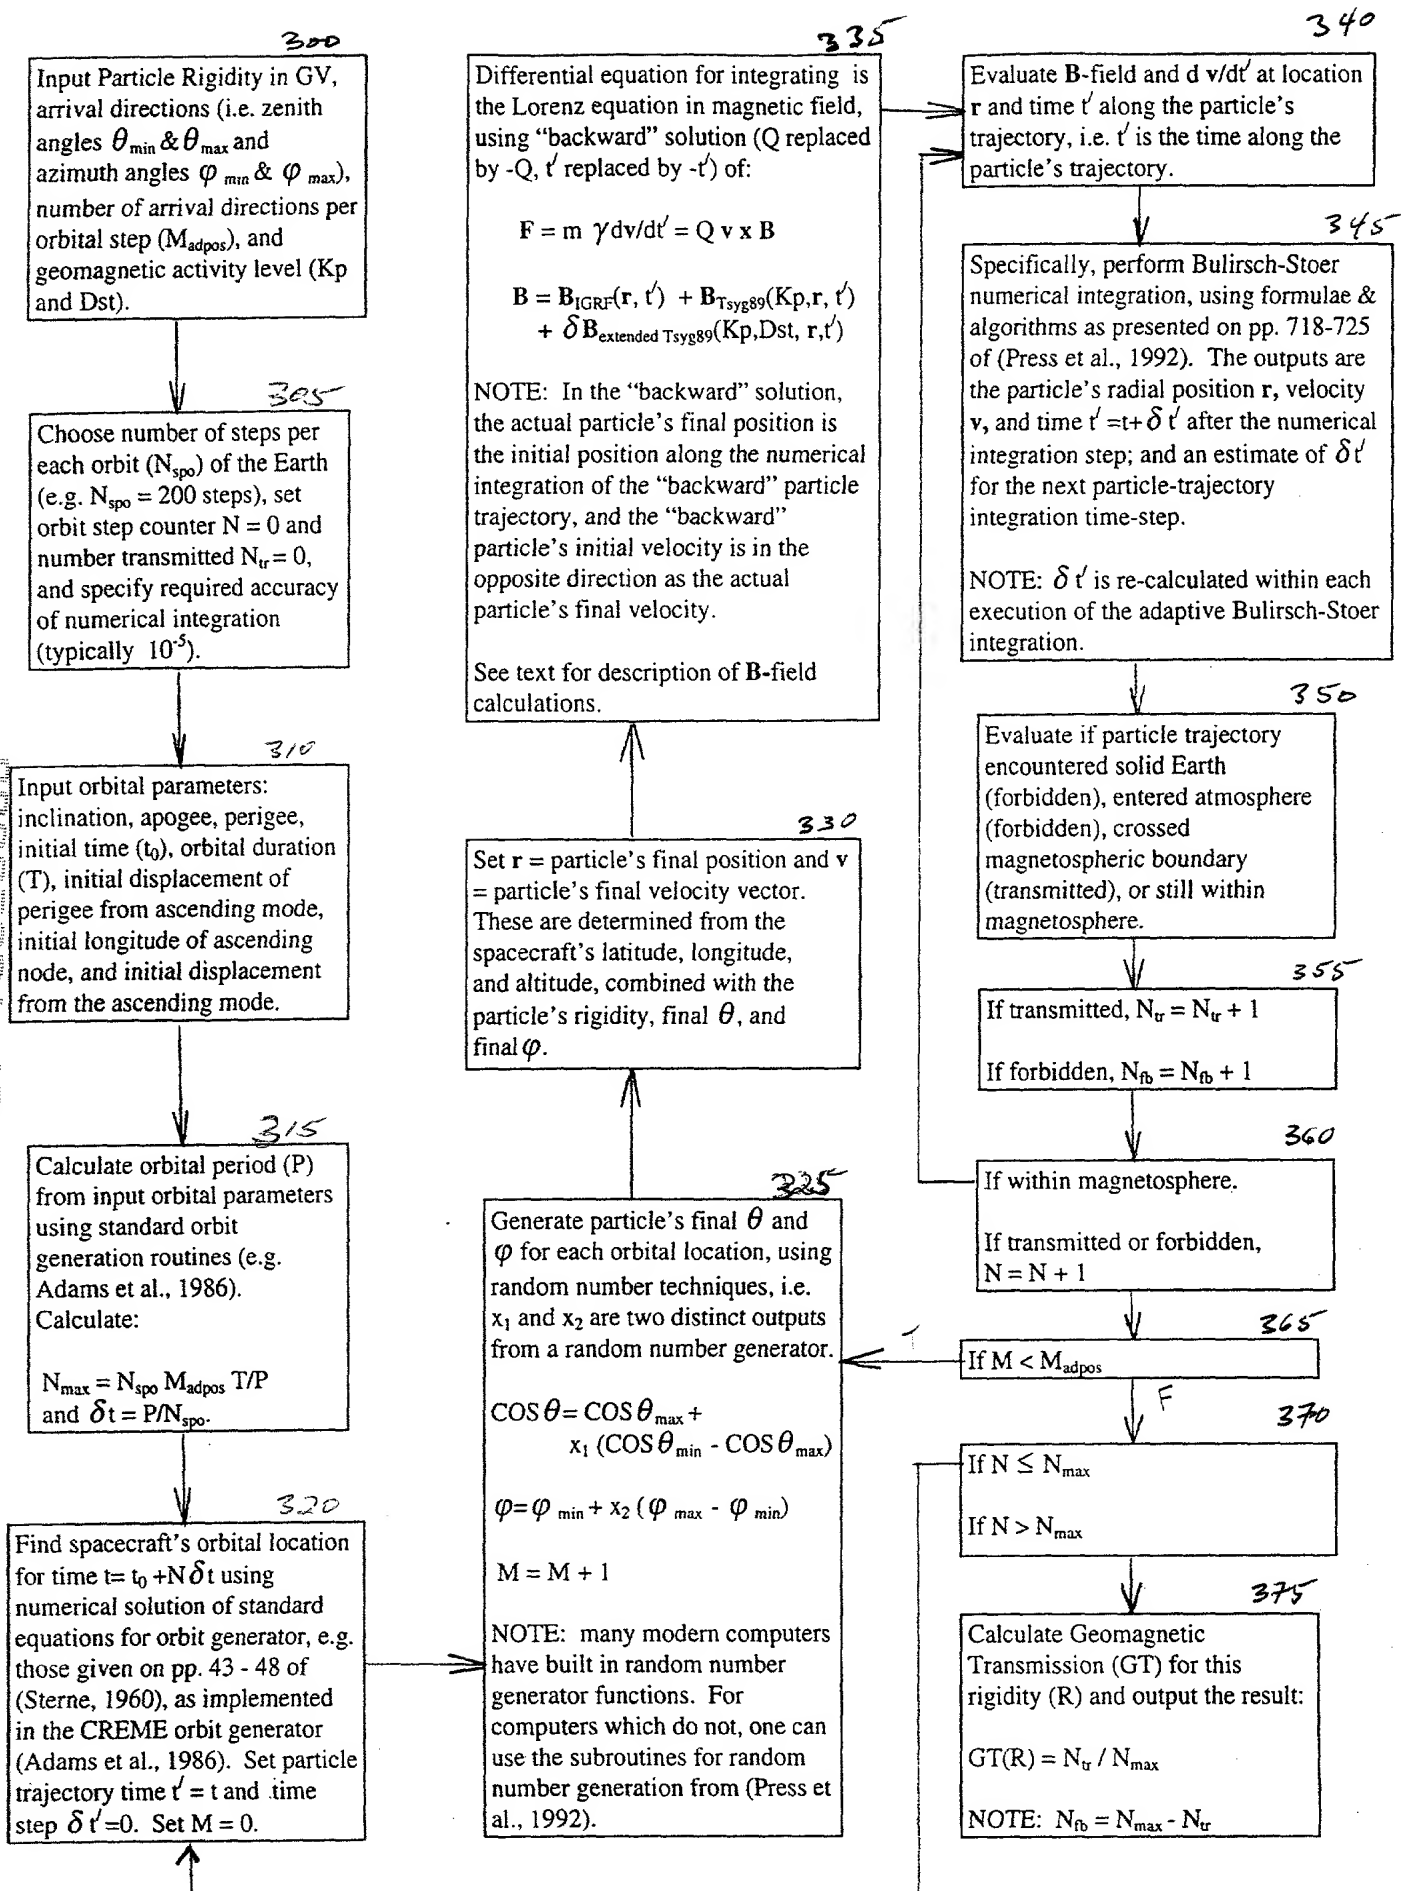 300
Input Particle Rigidity in GV,
arrival directions (i.e. zenith
angles θmin & θmax and
azimuth angles φ min & φ max),
number of arrival directions per
orbital step (Madpos), and
geomagnetic activity level (Kp
and Dst).
305
Choose number of steps per
each orbit (Nspo) of the Earth
(e.g. Nspo = 200 steps), set
orbit step counter N = 0 and
number transmitted Ntr = 0,
and specify required accuracy
of numerical integration
(typically 10-5).
310
Input orbital parameters:
inclination, apogee, perigee,
initial time (t0), orbital duration
(T), initial displacement of
perigee from ascending mode,
initial longitude of ascending
node, and initial displacement
from the ascending mode.
315
Calculate orbital period (P)
from input orbital parameters
using standard orbit
generation routines (e.g.
Adams et al., 1986).
Calculate:
Nmax = Nspo Madpos T/P
and δt = P/Nspo.
320
Find spacecraft's orbital location
for time t= t0 +N δt using
numerical solution of standard
equations for orbit generator, e.g.
those given on pp. 43 - 48 of
(Sterne, 1960), as implemented
in the CREME orbit generator
(Adams et al., 1986). Set particle
trajectory time t' = t and time
step δ t'=0. Set M = 0.
325
Generate particle's final θ and
φ for each orbital location, using
random number techniques, i.e.
x1 and x2 are two distinct outputs
from a random number generator.
COS θ = COS θmax +
x1 (COS θmin - COS θmax)
φ= φ min + x2 ( φ max - φ min)
M = M + 1
NOTE: many modern computers
have built in random number
generator functions. For
computers which do not, one can
use the subroutines for random
number generation from (Press et
al., 1992).
330
Set r = particle's final position and v
= particle's final velocity vector.
These are determined from the
spacecraft's latitude, longitude,
and altitude, combined with the
particle's rigidity, final θ, and
final φ.
335
Differential equation for integrating is
the Lorenz equation in magnetic field,
using "backward" solution (Q replaced
by -Q, t' replaced by -t') of:
F = m γ dv/dt' = Q v x B
B = BIGRF(r, t') + BTsyg89(Kp,r, t')
+ δ Bextended Tsyg89(Kp,Dst, r,t')
NOTE: In the "backward" solution,
the actual particle's final position is
the initial position along the numerical
integration of the "backward" particle
trajectory, and the "backward"
particle's initial velocity is in the
opposite direction as the actual
particle's final velocity.
See text for description of B-field
calculations.
340
Evaluate B-field and d v/dt' at location
r and time t' along the particle's
trajectory, i.e. t' is the time along the
particle's trajectory.
345
Specifically, perform Bulirsch-Stoer
numerical integration, using formulae &
algorithms as presented on pp. 718-725
of (Press et al., 1992). The outputs are
the particle's radial position r, velocity
v, and time t' =t+ δ t' after the numerical
integration step; and an estimate of δ t'
for the next particle-trajectory
integration time-step.
NOTE: δ t' is re-calculated within each
execution of the adaptive Bulirsch-Stoer
integration.
350
Evaluate if particle trajectory
encountered solid Earth
(forbidden), entered atmosphere
(forbidden), crossed
magnetospheric boundary
(transmitted), or still within
magnetosphere.
355
If transmitted, Ntr = Ntr + 1
If forbidden, Nfb = Nfb + 1
360
If within magnetosphere.
If transmitted or forbidden,
N = N + 1
365
T
If M < Madpos
F
370
If N ≤ Nmax
If N > Nmax
375
Calculate Geomagnetic
Transmission (GT) for this
rigidity (R) and output the result:
GT(R) = Ntr / Nmax
NOTE: Nfb = Nmax - Ntr